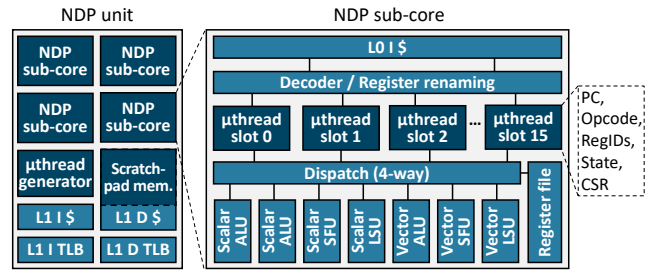 NDP unit
NDP sub-core
NDP
sub-core
NDP
sub-core
NDP
sub-core
NDP
sub-core
μthread
generator
Scratch-
pad mem.
L1 I $
L1 D $
L1 I TLB
L1 D TLB
L0 I $
Decoder / Register renaming
μthread
slot 0
μthread
slot 1
μthread
slot 2
...
μthread
slot 15
PC,
Opcode,
RegIDs,
State,
CSR
Dispatch (4-way)
Scalar
ALU
Scalar
ALU
Scalar
SFU
Scalar
LSU
Vector
ALU
Vector
SFU
Vector
LSU
Register file